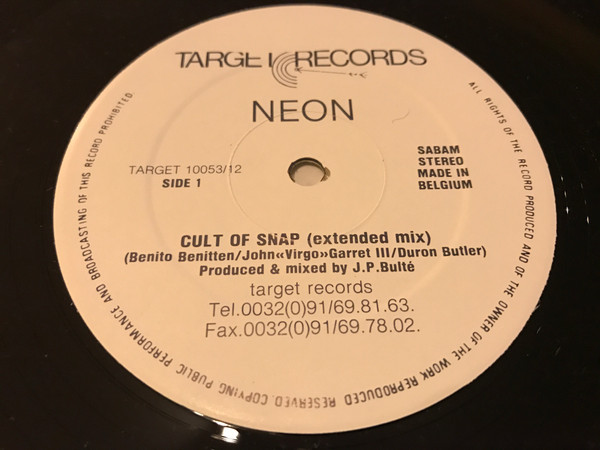 TARGET RECORDS
NEON
TARGET 10053/12
SIDE 1
SABAM
STEREO
MADE IN
BELGIUM
CULT OF SNAP (extended mix)
(Benito Benitten/John«Virgo»Garret III/Duron Butler)
Produced & mixed by J.P.Bulté
target records
Tel.0032(0)91/69.81.63.
Fax.0032(0)91/69.78.02.
ALL RIGHTS OF THE RECORD PRODUCED AND OF THE OWNER OF THE WORK REPRODUCED RESERVED. COPYING PUBLIC PERFORMANCE AND BROADCASTING OF THIS RECORD PROHIBITED.